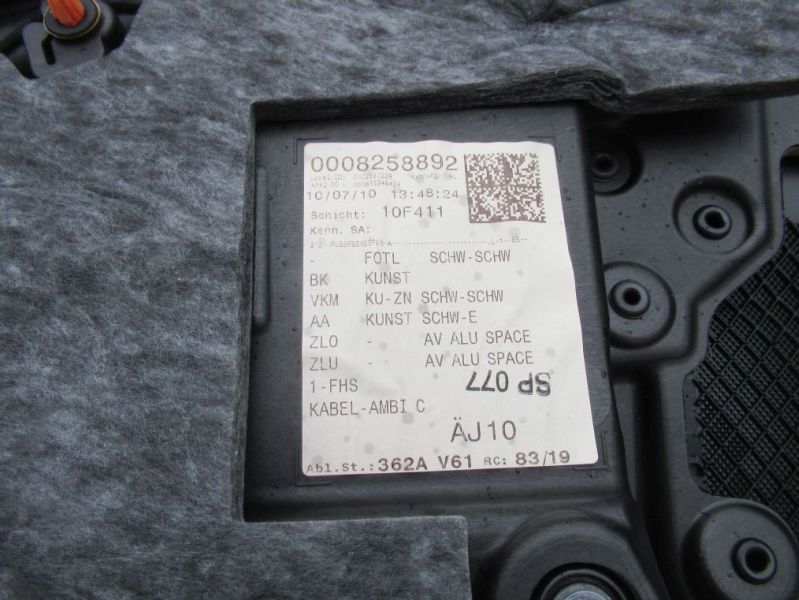 0008258892
10/07/10 13:48:24
Schicht: 10F411
Kenn. SA:
- FOTL SCHW-SCHW
BK KUNST
VKM KU-ZN SCHW-SCHW
AA KUNST SCHW-E
ZLO - AV ALU SPACE
ZLU - AV ALU SPACE
1-FHS
SP 077
KABEL-AMBI C
ÄJ10
Abl.St.: 362A V61 RC: 83/19